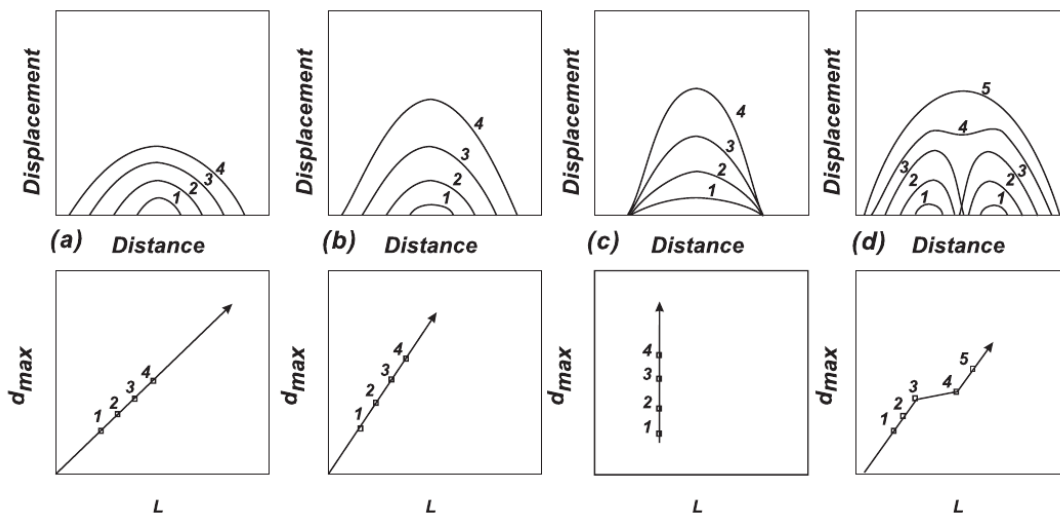 Displacement 1 2 3 4
(a) Distance
Displacement 1 2 3 4
(b) Distance
Displacement 1 2 3 4
(c) Distance
Displacement 1 2 3 1 2 3 4 5
(d) Distance
dmax 1 2 3 4
L
dmax 1 2 3 4
L
dmax 1 2 3 4
L
dmax 1 2 3 4 5
L